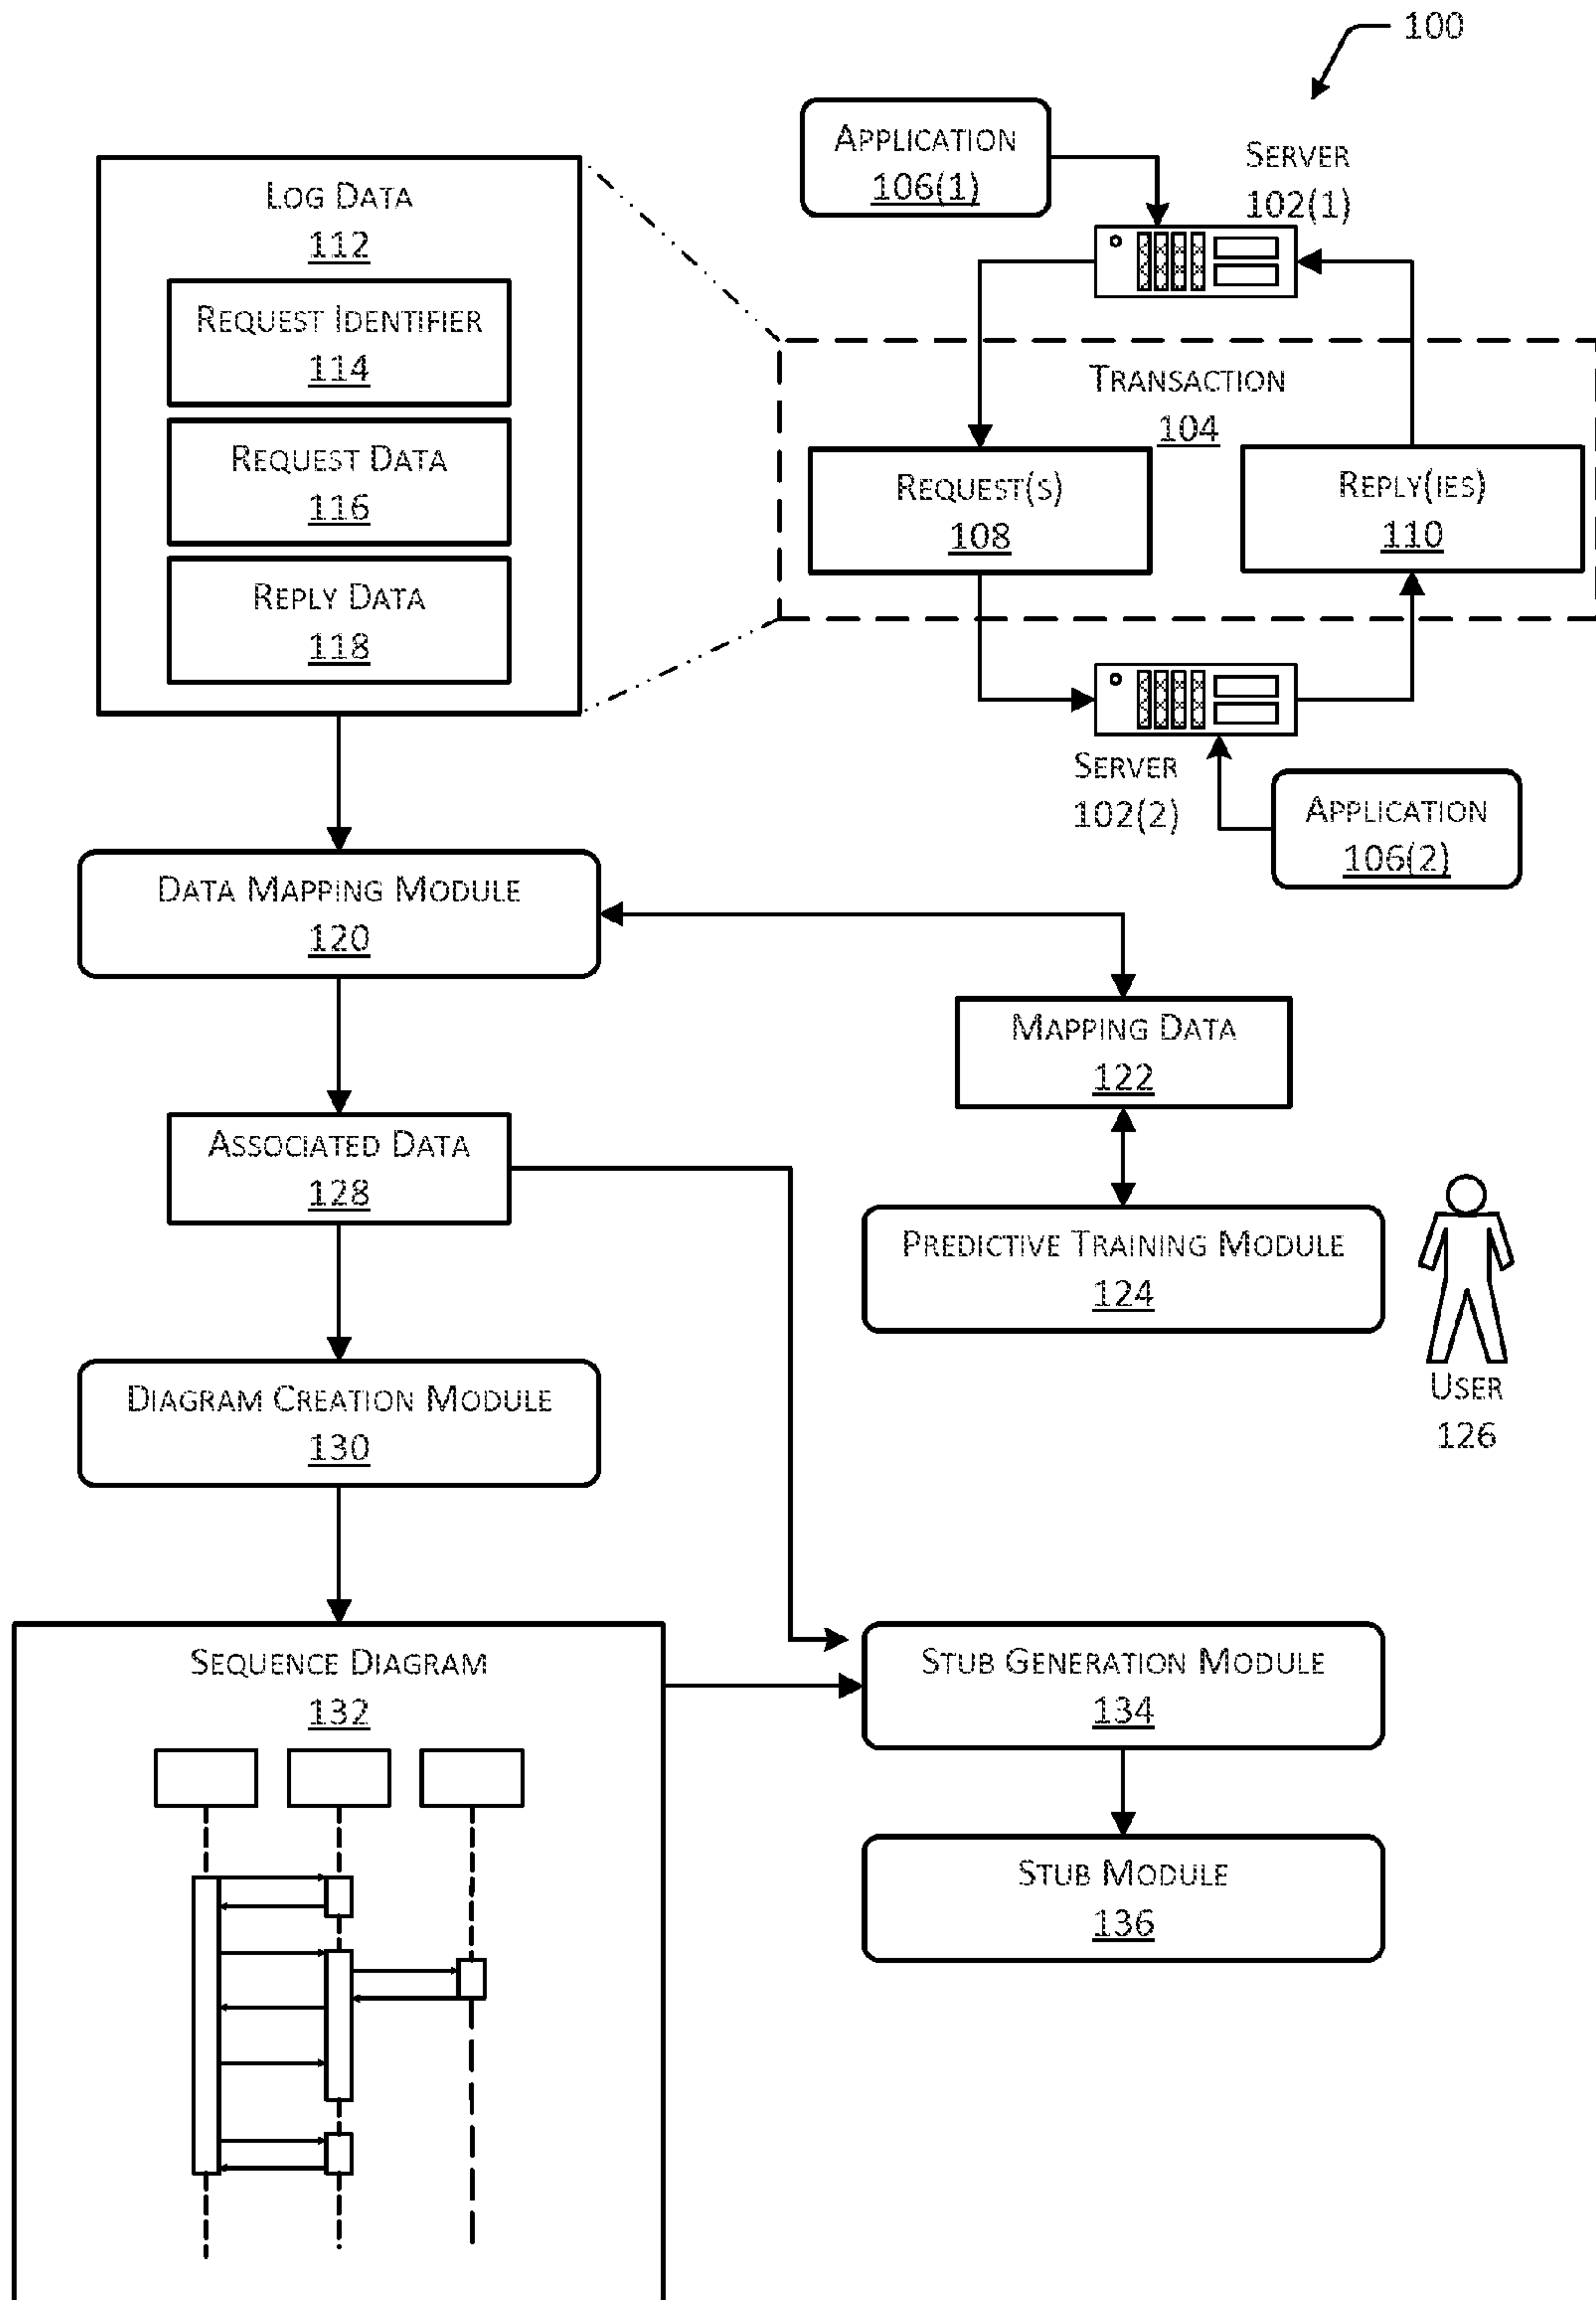 100
APPLICATION
106(1)
SERVER
102(1)
LOG DATA
112
REQUEST IDENTIFIER
114
REQUEST DATA
116
REPLY DATA
118
TRANSACTION
104
REQUEST(S)
108
REPLY(IES)
110
SERVER
102(2)
APPLICATION
106(2)
DATA MAPPING MODULE
120
MAPPING DATA
122
ASSOCIATED DATA
128
PREDICTIVE TRAINING MODULE
124
USER
126
DIAGRAM CREATION MODULE
130
SEQUENCE DIAGRAM
132
STUB GENERATION MODULE
134
STUB MODULE
136